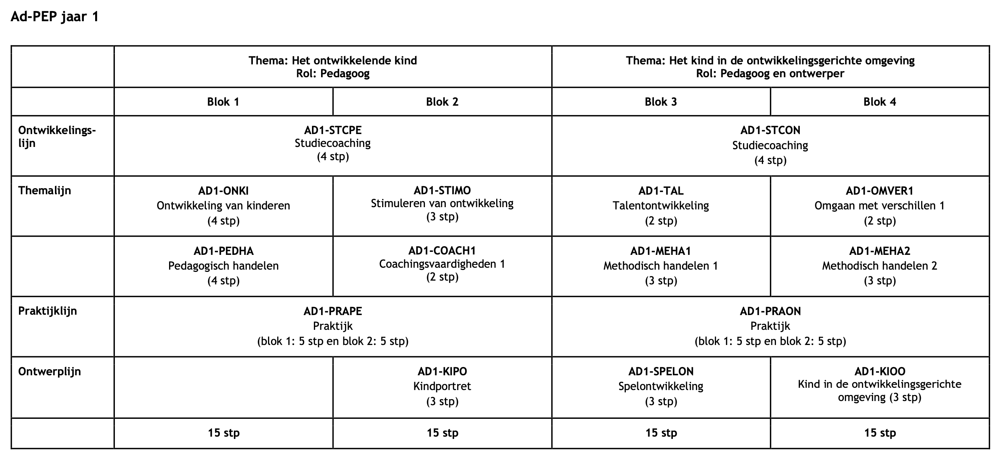 Ad-PEP jaar 1
Thema: Het ontwikkelende kind
Rol: Pedagoog
Thema: Het kind in de ontwikkelingsgerichte omgeving
Rol: Pedagoog en ontwerper
Blok 1
Blok 2
Blok 3
Blok 4
Ontwikkelings-
lijn
AD1-STCPE
Studiecoaching
(4 stp)
AD1-STCON
Studiecoaching
(4 stp)
Themalijn
AD1-ONKI
Ontwikkeling van kinderen
(4 stp)
AD1-STIMO
Stimuleren van ontwikkeling
(3 stp)
AD1-TAL
Talentontwikkeling
(2 stp)
AD1-OMVER1
Omgaan met verschillen 1
(2 stp)
AD1-PEDHA
Pedagogisch handelen
(4 stp)
AD1-COACH1
Coachingsvaardigheden 1
(2 stp)
AD1-MEHA1
Methodisch handelen 1
(3 stp)
AD1-MEHA2
Methodisch handelen 2
(3 stp)
Praktijklijn
AD1-PRAPE
Praktijk
(blok 1: 5 stp en blok 2: 5 stp)
AD1-PRAON
Praktijk
(blok 1: 5 stp en blok 2: 5 stp)
Ontwerplijn
AD1-KIPO
Kindportret
(3 stp)
AD1-SPELON
Spelontwikkeling
(3 stp)
AD1-KIOO
Kind in de ontwikkelingsgerichte
omgeving (3 stp)
15 stp
15 stp
15 stp
15 stp